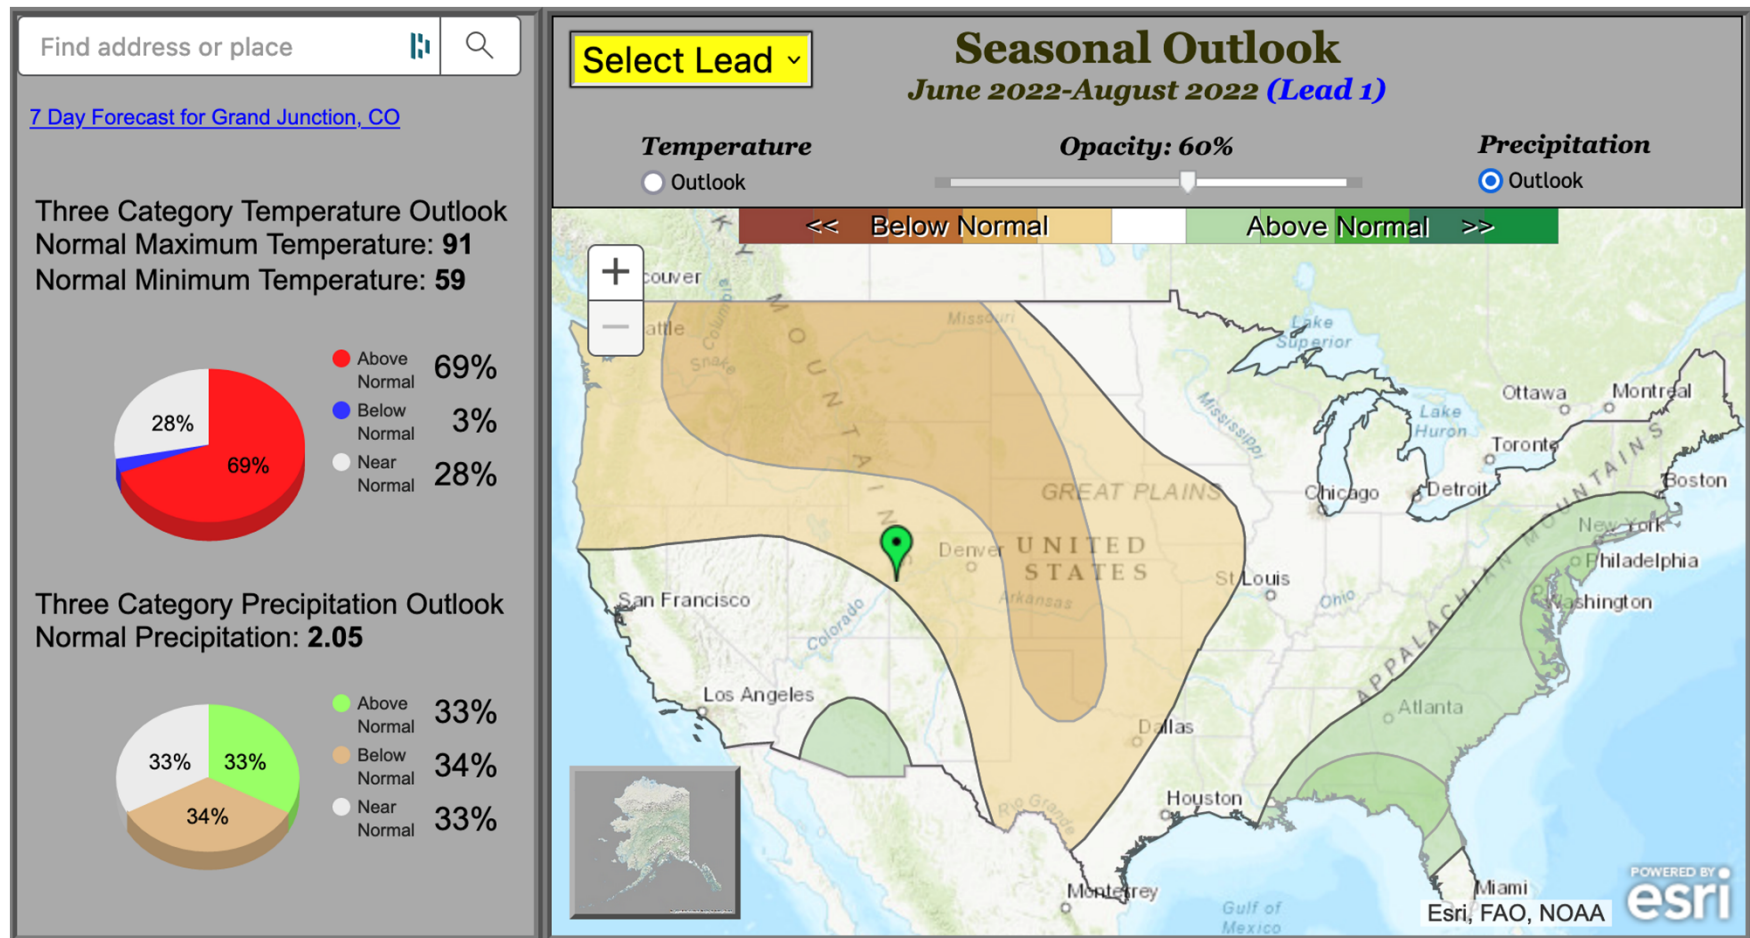 Find address or place
7 Day Forecast for Grand Junction, CO
Three Category Temperature Outlook
Normal Maximum Temperature: 91
Normal Minimum Temperature: 59
28%
69%
Above
Normal
69%
Below
Normal
3%
Near
Normal
28%
Three Category Precipitation Outlook
Normal Precipitation: 2.05
33%
33%
34%
Above
Normal
33%
Below
Normal
34%
Near
Normal
33%
Select Lead
Seasonal Outlook
June 2022-August 2022 (Lead 1)
Temperature
Outlook
Opacity: 60%
Precipitation
Outlook
<< Below Normal
Above Normal >>
+
−
couver
attle
Columbia
Snake
MOUNTAIN
Missouri
Lake
Superior
Mississippi
Ottawa
Montreal
Lake
Huron
Toronto
GREAT PLAINS
Chicago
Detroit
Boston
New York
Philadelphia
Washington
APPALACHIAN MOUNTAINS
Denver
UNITED
STATES
St Louis
Ohio
Arkansas
San Francisco
Colorado
Los Angeles
Atlanta
Dallas
Houston
Rio Grande
Monterrey
Miami
Gulf of
Mexico
POWERED BY
esri
Esri, FAO, NOAA